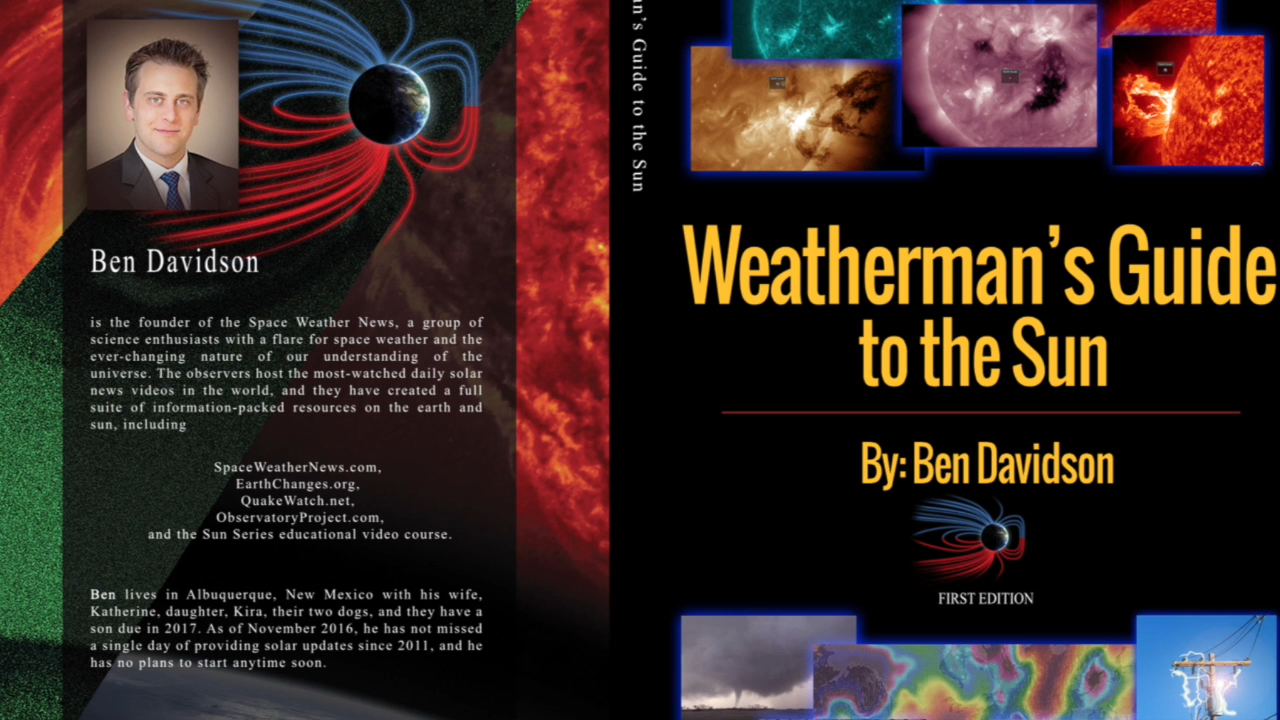 Ben Davidson
is the founder of the Space Weather News, a group of
science enthusiasts with a flare for space weather and the
ever-changing nature of our understanding of the
universe. The observers host the most-watched daily solar
news videos in the world, and they have created a full
suite of information-packed resources on the earth and
sun, including
SpaceWeatherNews.com,
EarthChanges.org,
QuakeWatch.net,
ObservatoryProject.com,
and the Sun Series educational video course.
Ben lives in Albuquerque, New Mexico with his wife,
Katherine, daughter, Kira, their two dogs, and they have a
son due in 2017. As of November 2016, he has not missed
a single day of providing solar updates since 2011, and he
has no plans to start anytime soon.
an's Guide to the Sun
Weatherman's Guide
to the Sun
By: Ben Davidson
FIRST EDITION